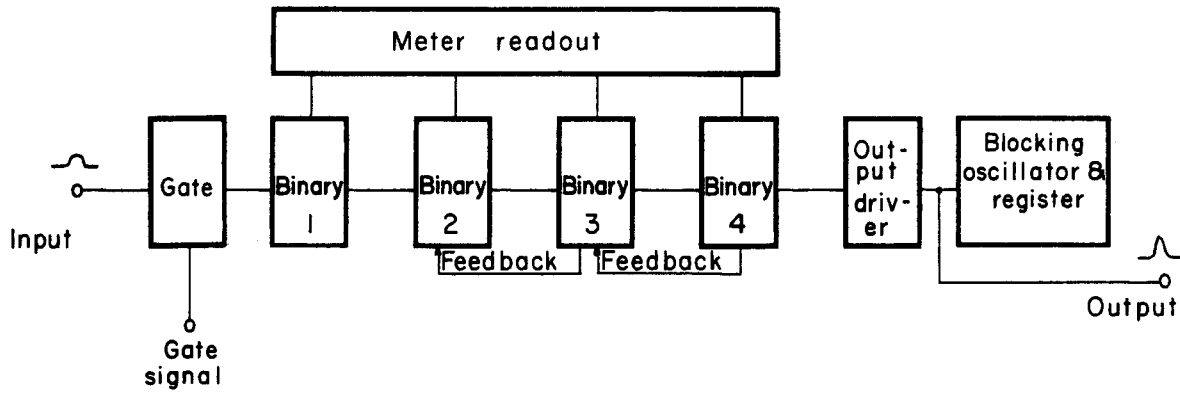 Meter readout
Input
Gate
Gate
signal
Binary
1
Binary
2
Binary
3
Binary
4
Feedback
Feedback
Out-
put
driv-
er
Blocking
oscillator &
register
Output